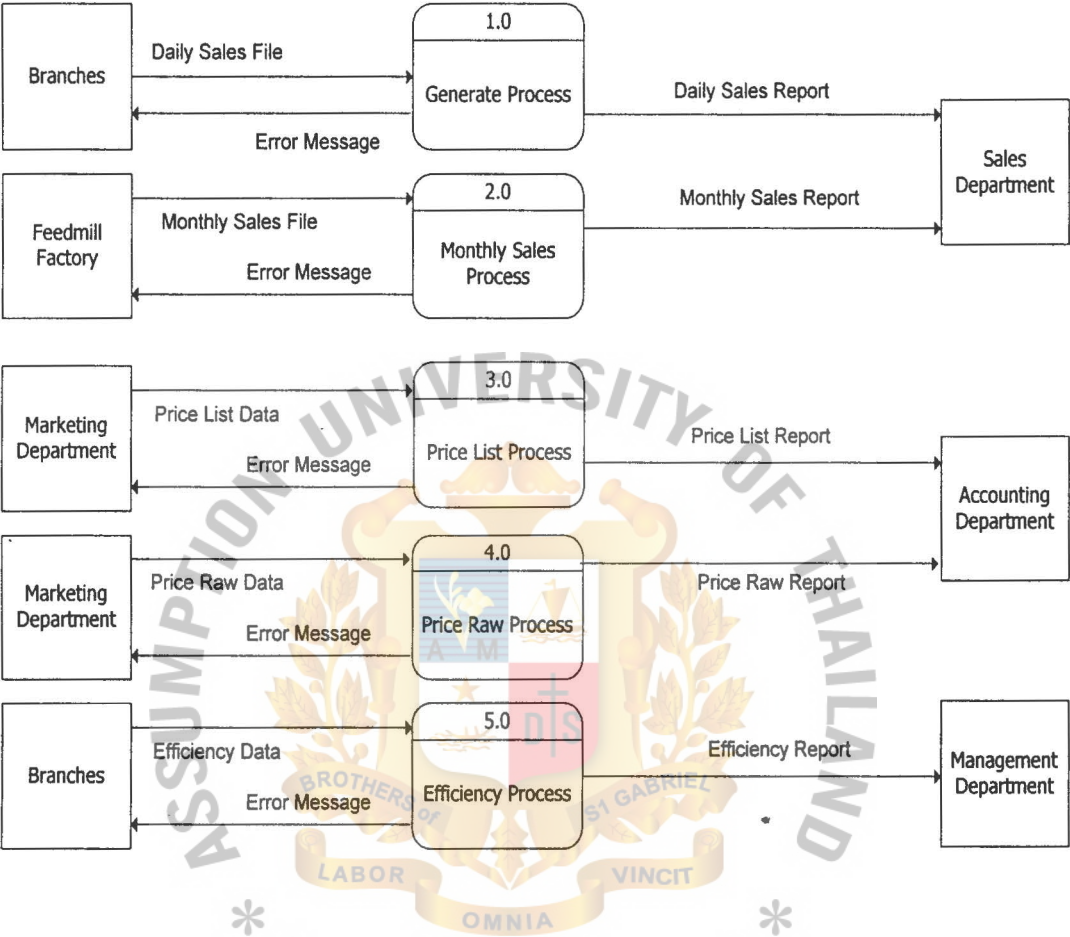 1.0
Branches
Daily Sales File
Generate Process
Error Message
Daily Sales Report
Sales
Department
2.0
Feedmill
Factory
Monthly Sales File
Monthly Sales
Process
Error Message
Monthly Sales Report
3.0
Marketing
Department
Price List Data
Price List Process
Error Message
Price List Report
Accounting
Department
4.0
Marketing
Department
Price Raw Data
Price Raw Process
Error Message
Price Raw Report
5.0
Branches
Efficiency Data
Efficiency Process
Error Message
Efficiency Report
Management
Department
ASSUMPTION UNIVERSITY OF THAILAND
A M
D S
BROTHERS of ST GABRIEL
LABOR
OMNIA
VINCIT